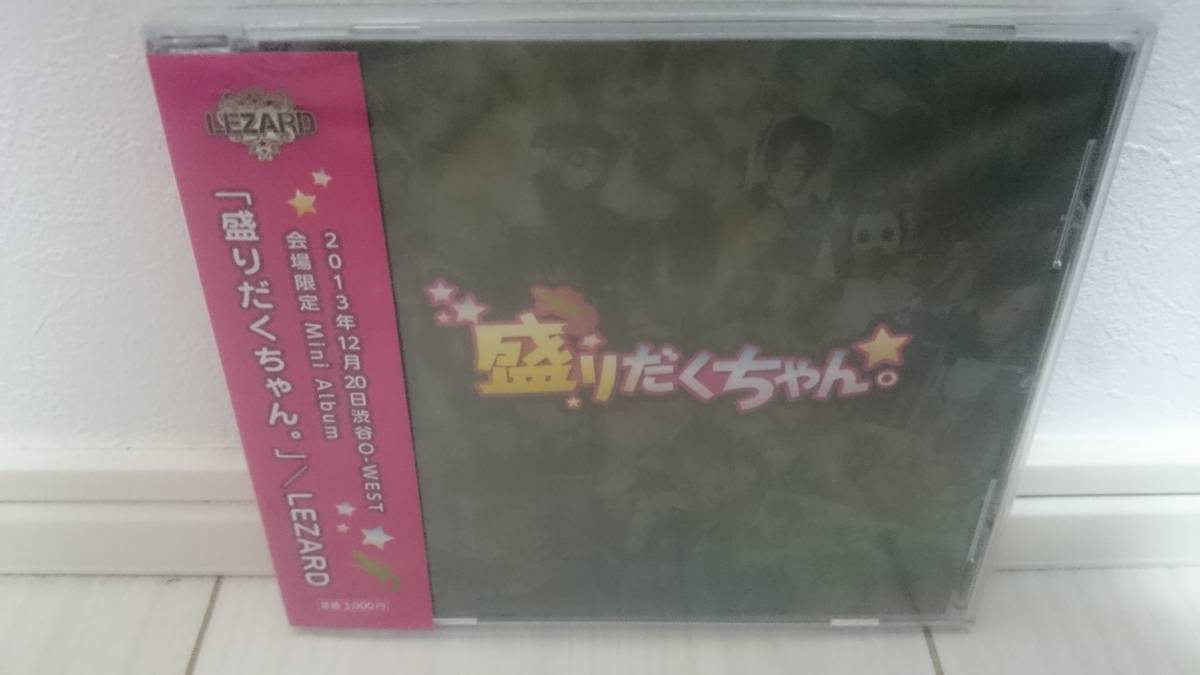 LEZARD
2013年12月20日渋谷O-WEST
会場限定 Mini Album
「盛りだくちゃん。」/LEZARD
定価 3,000円
盛りだくちゃん。